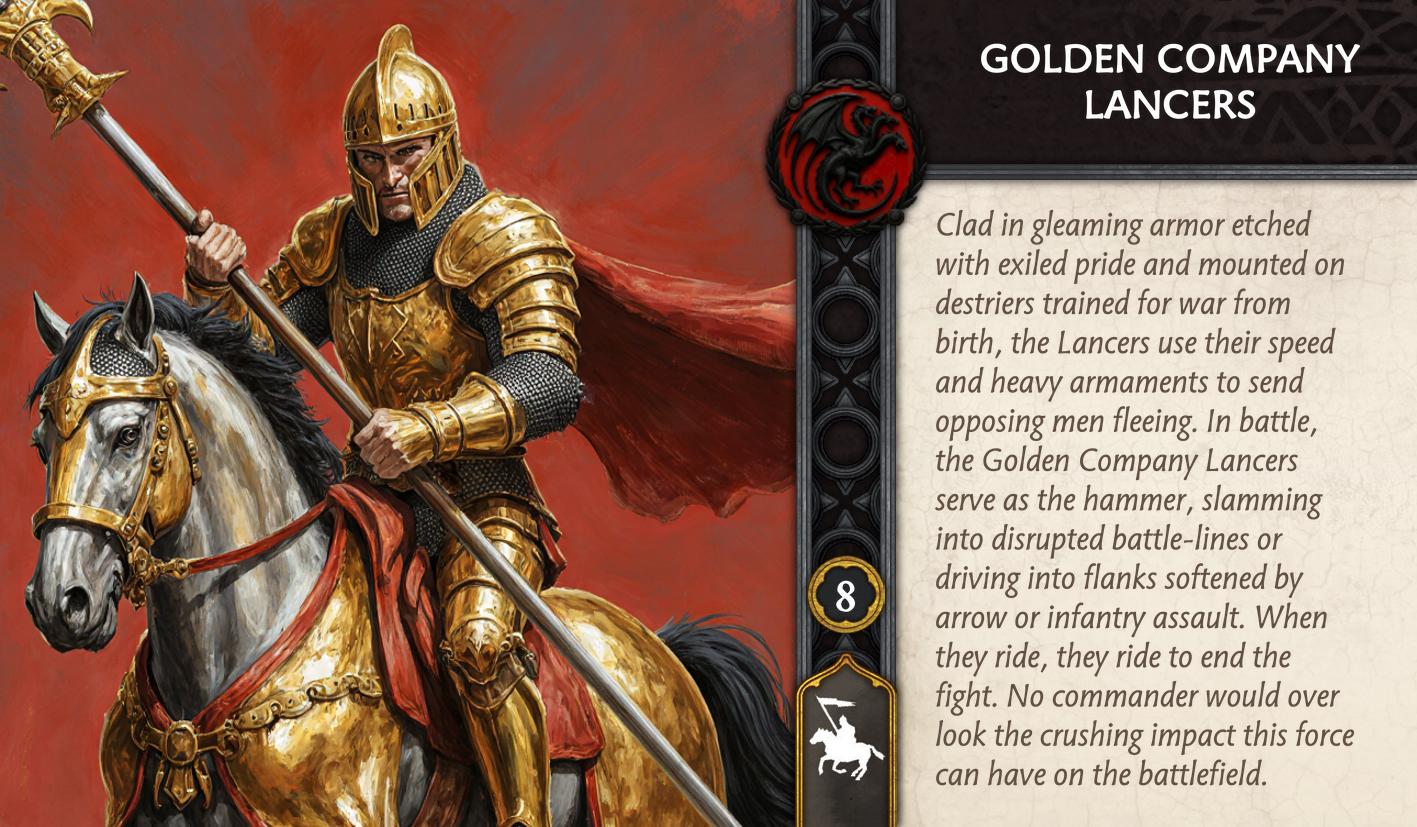 GOLDEN COMPANY
LANCERS
Clad in gleaming armor etched
with exiled pride and mounted on
destriers trained for war from
birth, the Lancers use their speed
and heavy armaments to send
opposing men fleeing. In battle,
the Golden Company Lancers
serve as the hammer, slamming
into disrupted battle-lines or
driving into flanks softened by
arrow or infantry assault. When
they ride, they ride to end the
fight. No commander would over
look the crushing impact this force
can have on the battlefield.
8